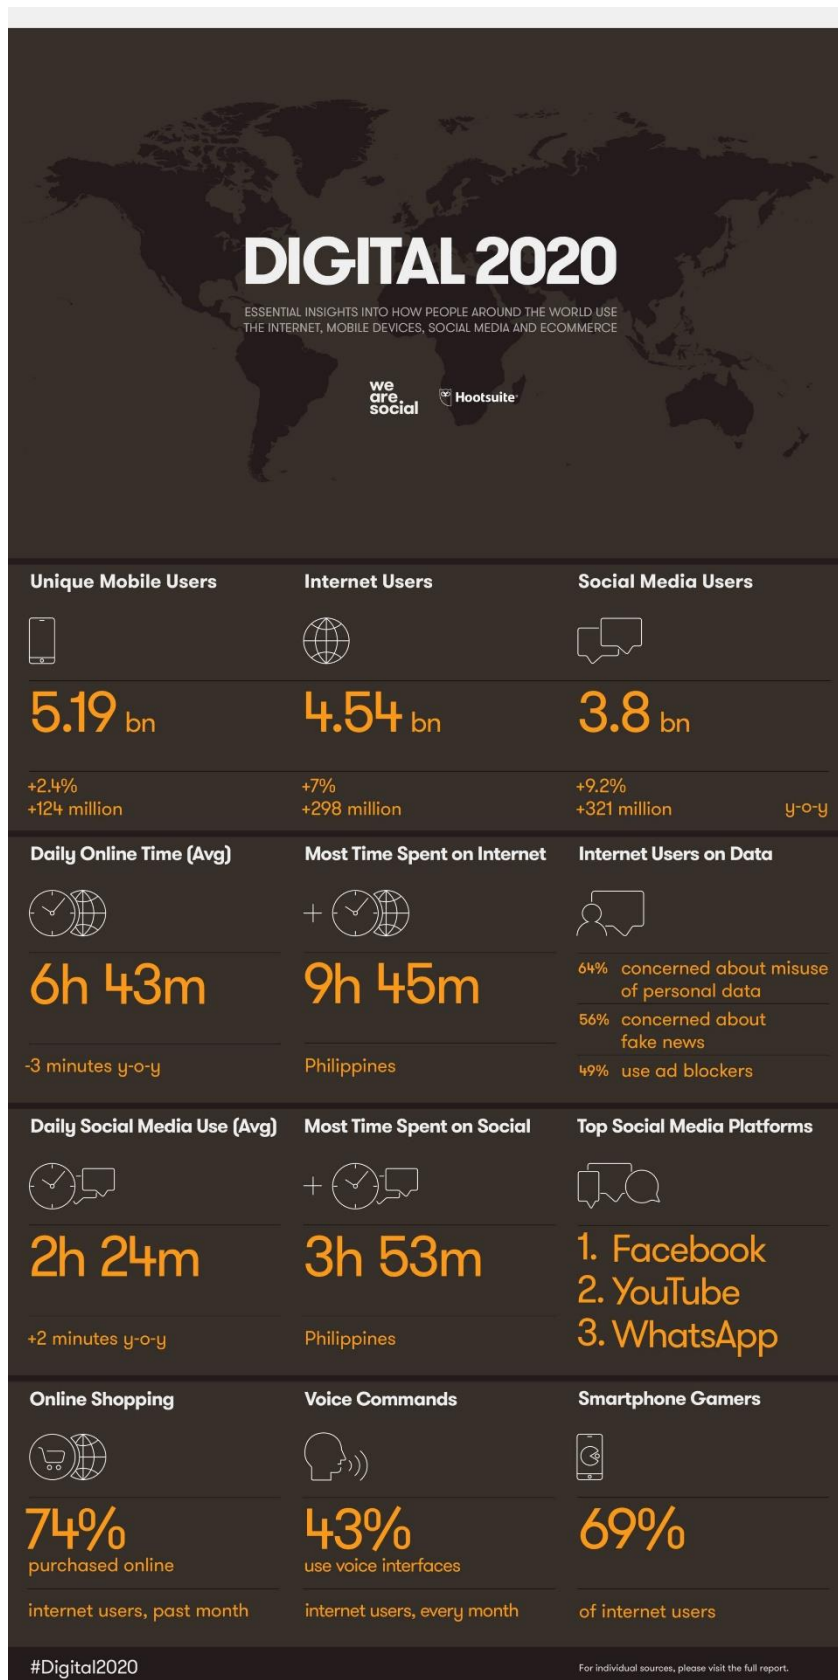 DIGITAL 2020
ESSENTIAL INSIGHTS INTO HOW PEOPLE AROUND THE WORLD USE
THE INTERNET, MOBILE DEVICES, SOCIAL MEDIA AND ECOMMERCE
we
are
social
Hootsuite
Unique Mobile Users
5.19 bn
+2.4%
+124 million
Internet Users
4.54 bn
+7%
+298 million
Social Media Users
3.8 bn
+9.2%
+321 million
y-o-y
Daily Online Time (Avg)
6h 43m
-3 minutes y-o-y
Most Time Spent on Internet
9h 45m
Philippines
Internet Users on Data
64% concerned about misuse
of personal data
56% concerned about
fake news
49% use ad blockers
Daily Social Media Use (Avg)
2h 24m
+2 minutes y-o-y
Most Time Spent on Social
3h 53m
Philippines
Top Social Media Platforms
1. Facebook
2. YouTube
3. WhatsApp
Online Shopping
74%
purchased online
internet users, past month
Voice Commands
43%
use voice interfaces
internet users, every month
Smartphone Gamers
69%
of internet users
#Digital2020
For individual sources, please visit the full report.